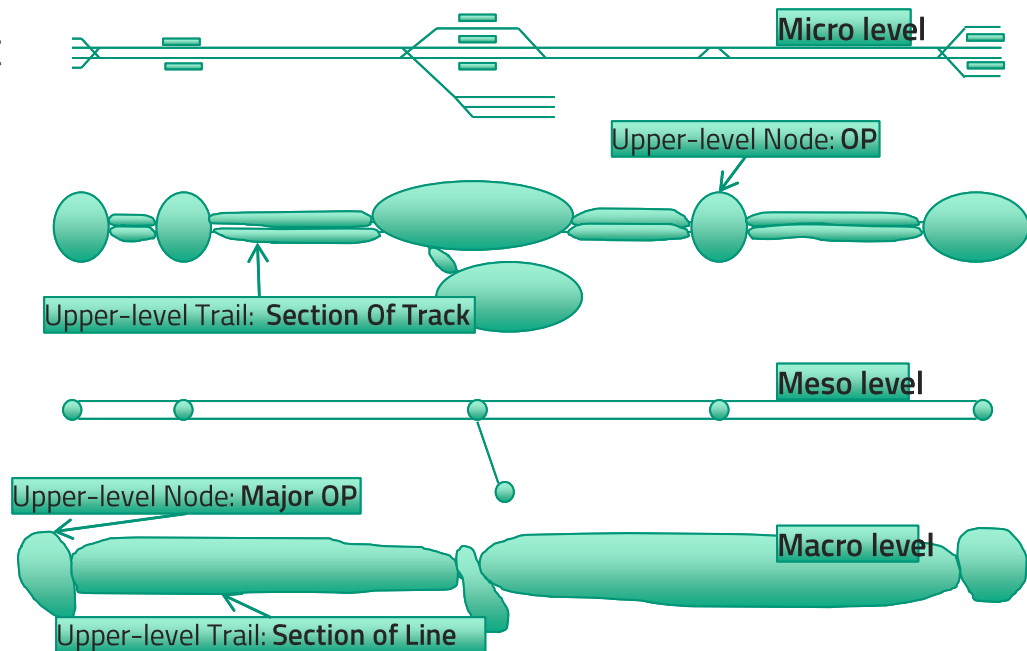 Micro level
Upper-level Node: OP
Upper-level Trail: Section Of Track
Meso level
Upper-level Node: Major OP
Macro level
Upper-level Trail: Section of Line